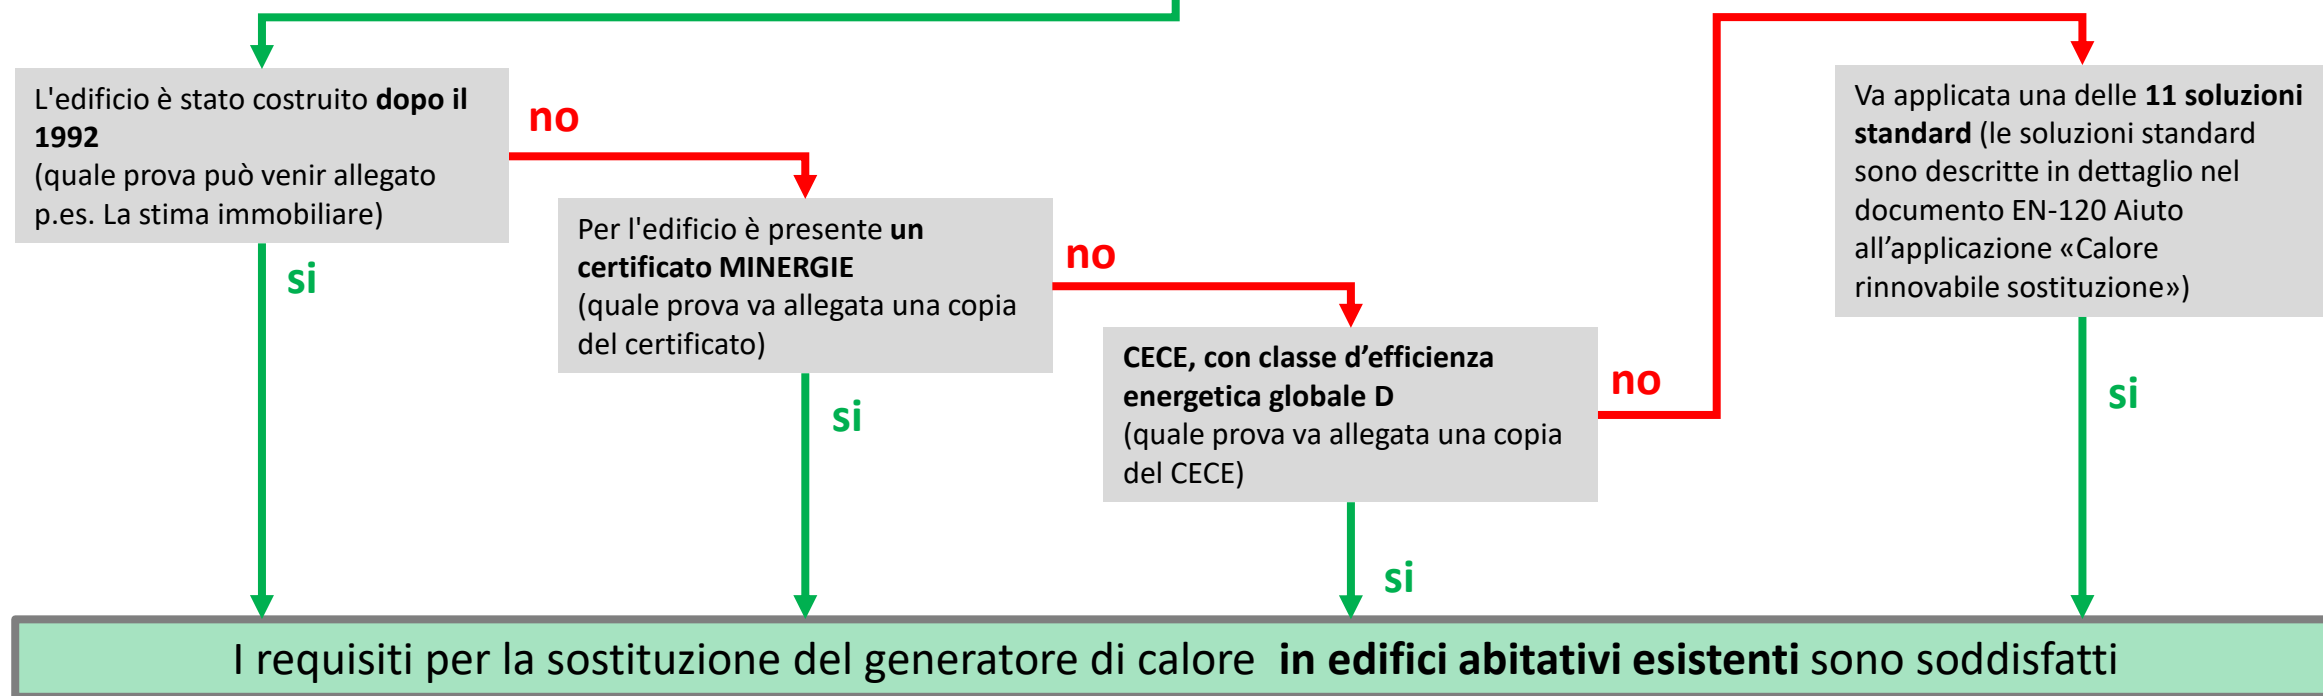 L'edificio è stato costruito dopo il
1992
(quale prova può venir allegato
p.es. La stima immobiliare)
no
si
Per l'edificio è presente un
certificato MINERGIE
(quale prova va allegata una copia
del certificato)
no
si
CECE, con classe d’efficienza
energetica globale D
(quale prova va allegata una copia
del CECE)
no
si
Va applicata una delle 11 soluzioni
standard (le soluzioni standard
sono descritte in dettaglio nel
documento EN-120 Aiuto
all’applicazione «Calore
rinnovabile sostituzione»)
si
I requisiti per la sostituzione del generatore di calore in edifici abitativi esistenti sono soddisfatti